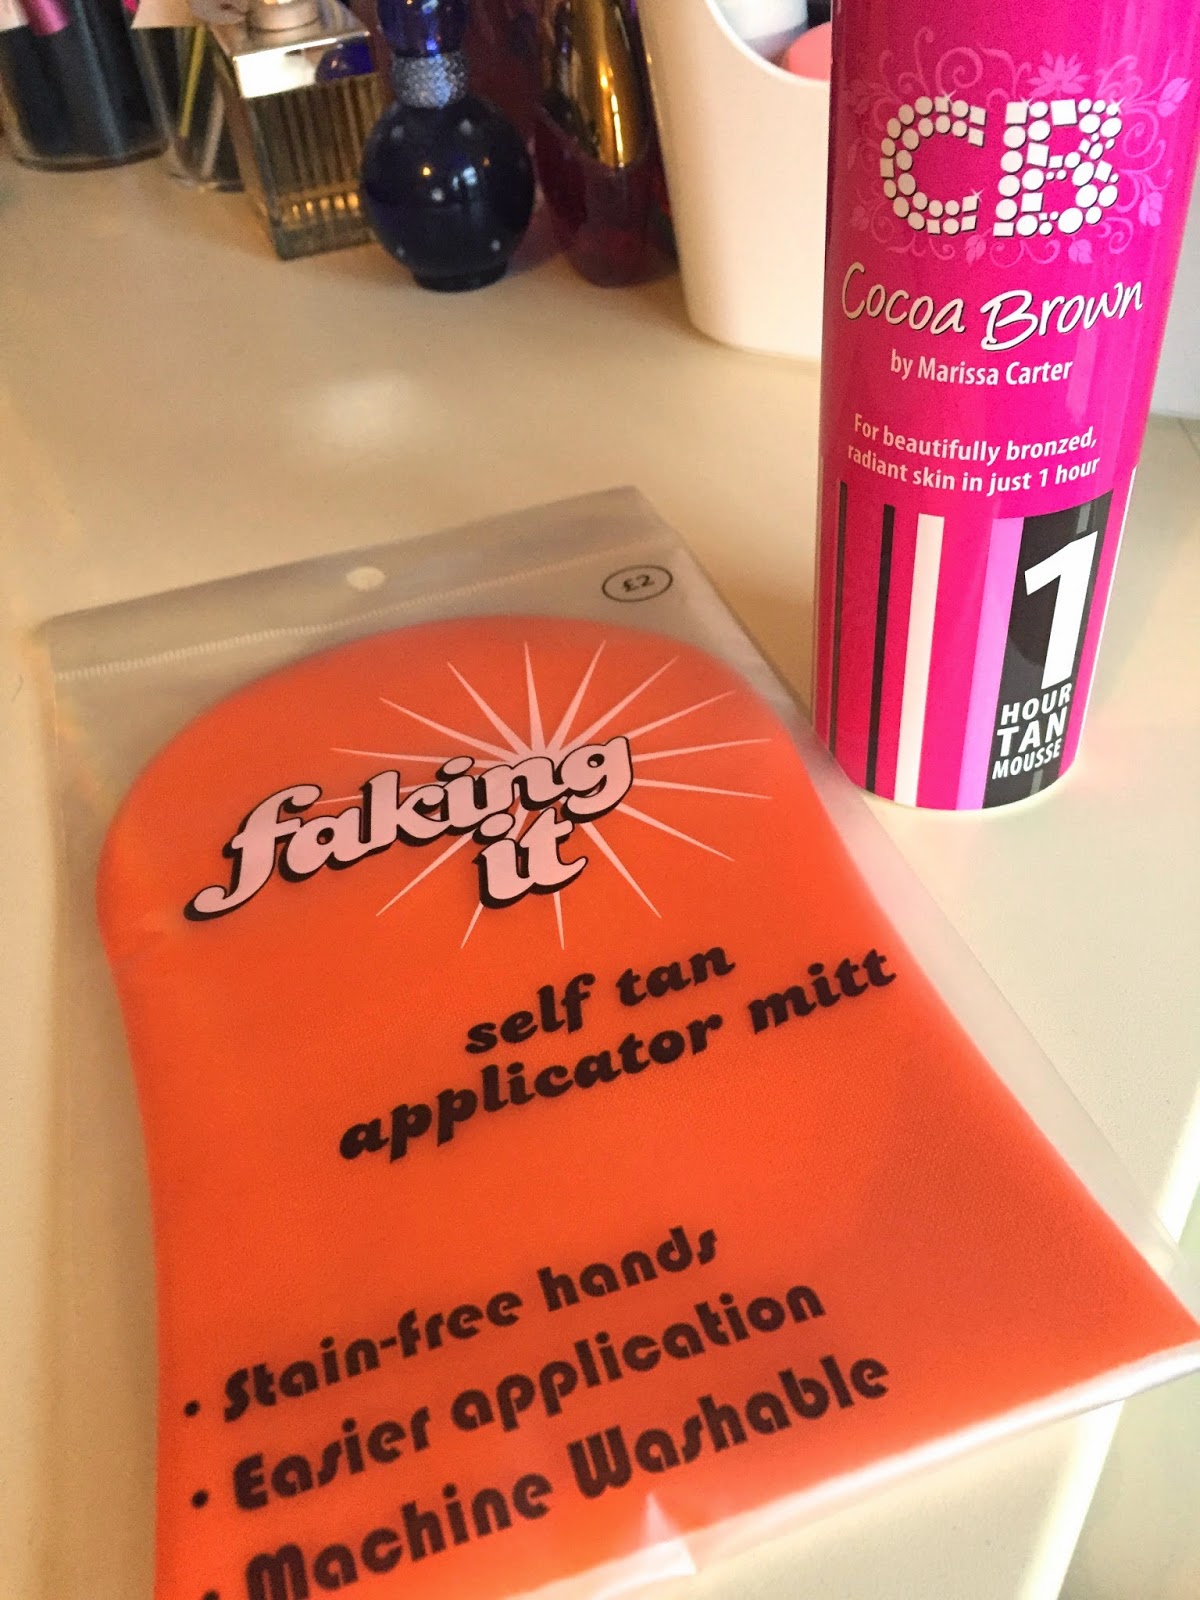 CB
Cocoa Brown
by Marissa Carter
For beautifully bronzed,
radiant skin in just 1 hour
1
HOUR
TAN
MOUSSE
£2
faking
it
self tan
applicator mitt
• Stain-free hands
• Easier application
• Machine Washable